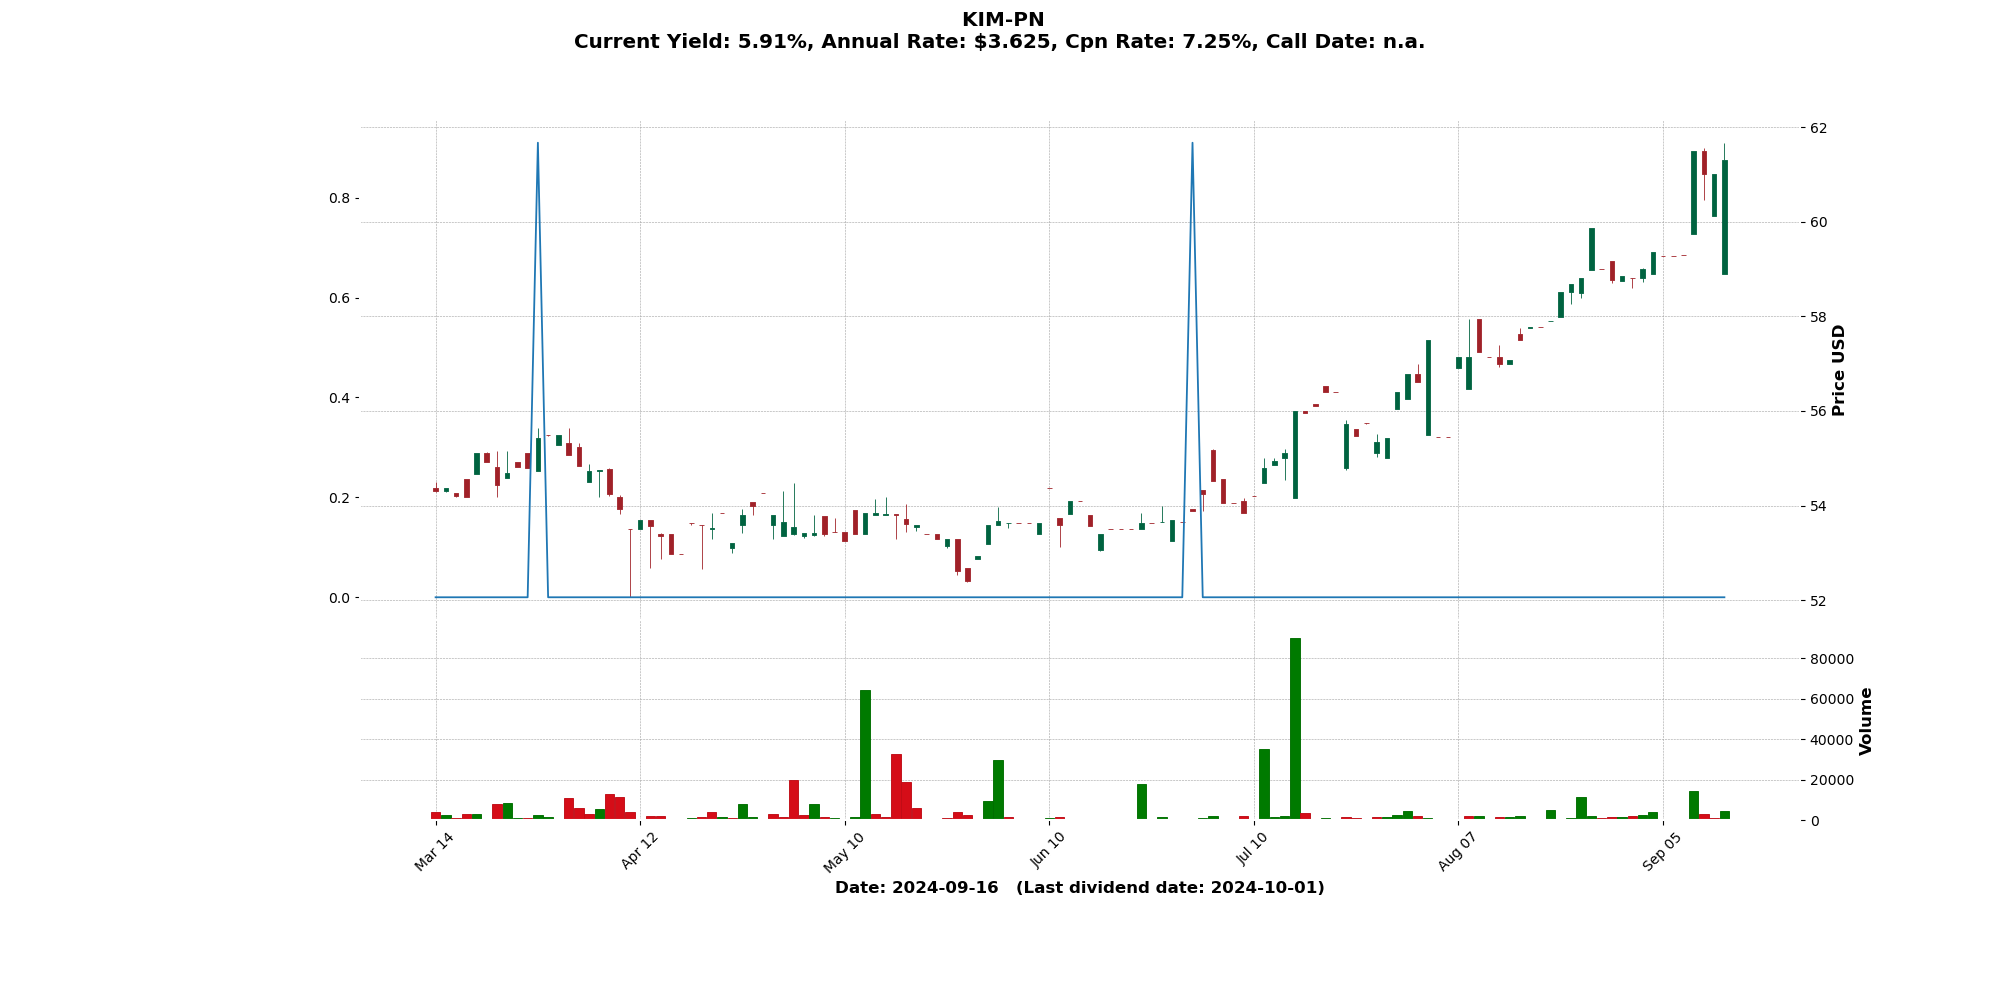 KIM-PN
Current Yield: 5.91%, Annual Rate: $3.625, Cpn Rate: 7.25%, Call Date: n.a.
0.8
0.6
0.4
0.2
0.0
62
60
58
56
54
52
Price USD
80000
60000
40000
20000
0
Volume
Mar 14
Apr 12
May 10
Jun 10
Jul 10
Aug 07
Sep 05
Date: 2024-09-16 (Last dividend date: 2024-10-01)